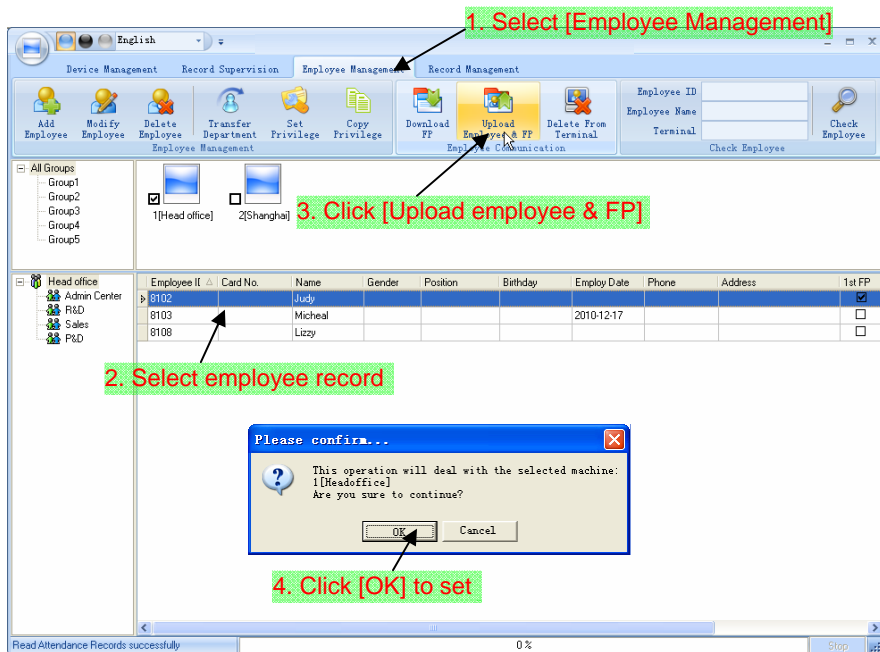 1. Select [Employee Management]
English
Device Management Record Supervision Employee Management Record Management
Add Employee
Modify Employee
Delete Employee
Transfer Department
Set Privilege
Copy Privilege
Employee Management
Download FP
Upload Employee & FP
Delete From Terminal
Employee Communication
Employee ID
Employee Name
Terminal
Check Employee
Check Employee
All Groups
Group1
Group2
Group3
Group4
Group5
1[Head office]
2[Shanghai]
3. Click [Upload employee & FP]
Head office
Admin Center
R&D
Sales
P&D
Employee I Card No. Name Gender Position Birthday Employ Date Phone Address 1st FP
8102 Judy
8103 Micheal 2010-12-17
8108 Lizzy
2. Select employee record
Please confirm...
This operation will deal with the selected machine:
1[Headoffice]
Are you sure to continue?
OK Cancel
4. Click [OK] to set
Read Attendance Records successfully 0 % Stop